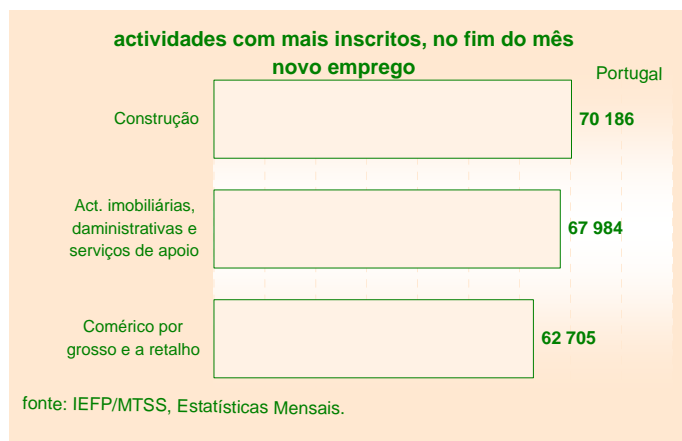 actividades com mais inscritos, no fim do mês
novo emprego
Portugal
Construção
70 186
Act. imobiliárias,
daministrativas e
serviços de apoio
67 984
Comérico por
grosso e a retalho
62 705
fonte: IEFP/MTSS, Estatísticas Mensais.